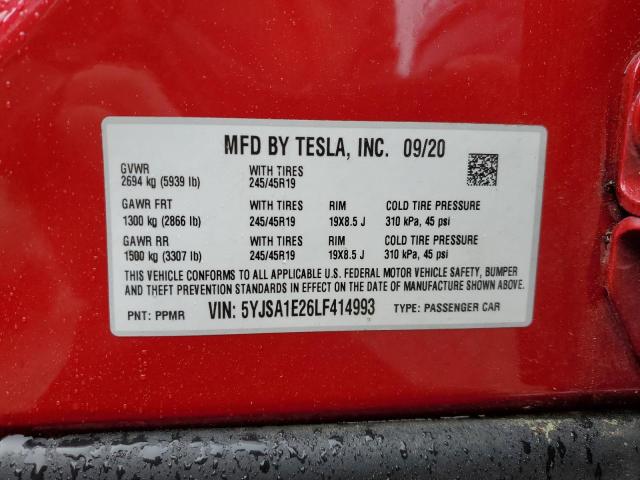 MFD BY TESLA, INC. 09/20
GVWR WITH TIRES
2694 kg (5939 lb) 245/45R19
GAWR FRT WITH TIRES RIM COLD TIRE PRESSURE
1300 kg (2866 lb) 245/45R19 19X8.5 J 310 kPa, 45 psi
GAWR RR WITH TIRES RIM COLD TIRE PRESSURE
1500 kg (3307 lb) 245/45R19 19X8.5 J 310 kPa, 45 psi
THIS VEHICLE CONFORMS TO ALL APPLICABLE U.S. FEDERAL MOTOR VEHICLE SAFETY, BUMPER,
AND THEFT PREVENTION STANDARDS IN EFFECT ON THE DATE OF MANUFACTURE SHOWN ABOVE.
PNT: PPMR VIN: 5YJSA1E26LF414993 TYPE: PASSENGER CAR